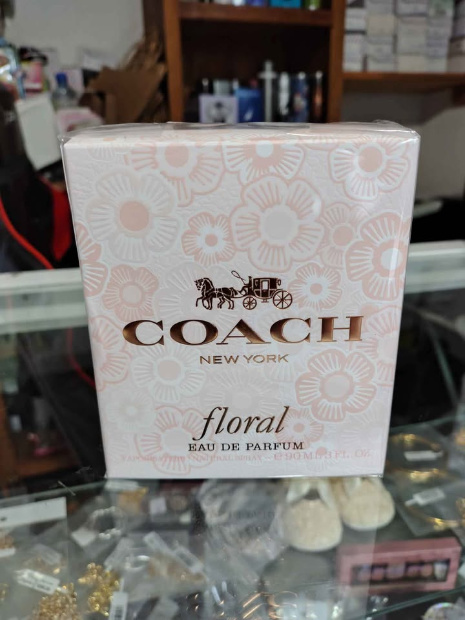 COACH
NEW YORK
floral
EAU DE PARFUM